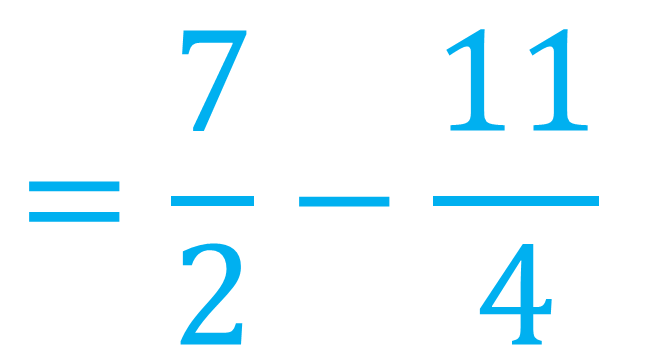 = 7/2 − 11/4